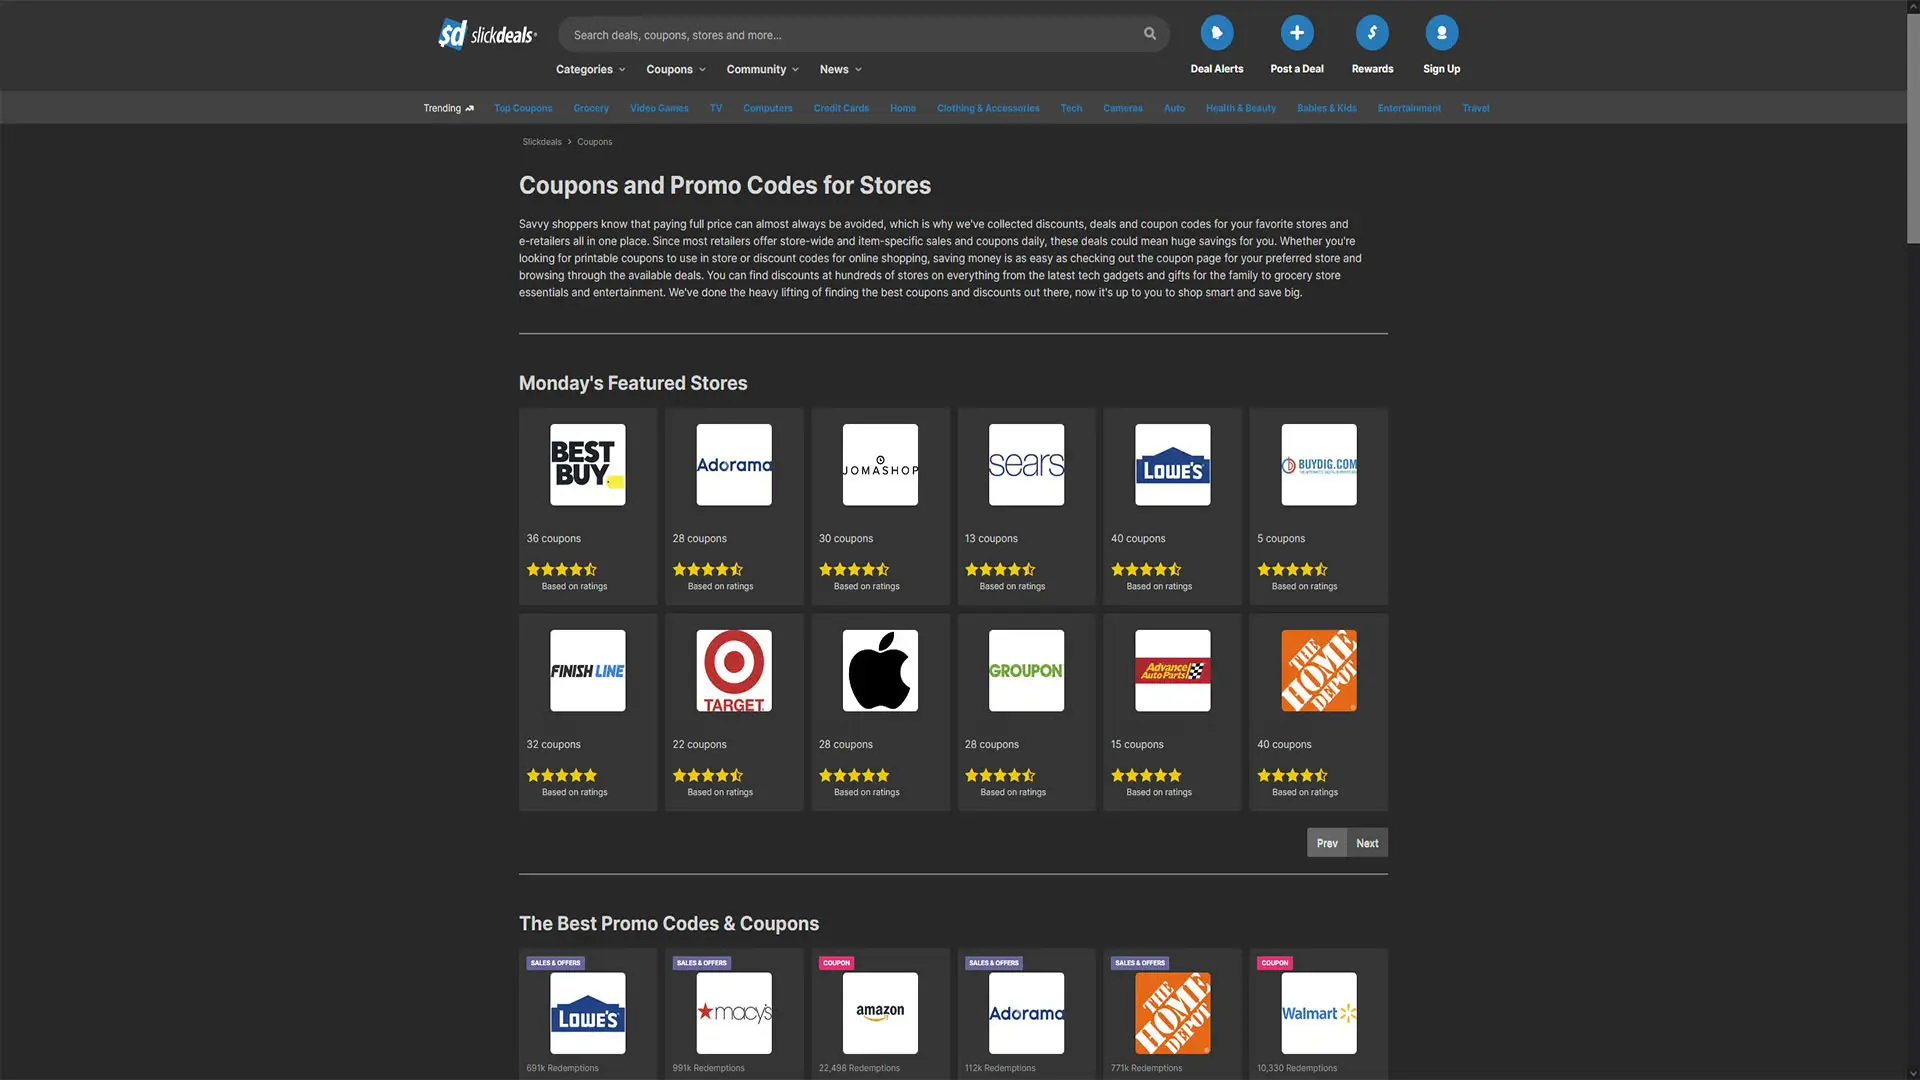 $d slickdeals
Search deals, coupons, stores and more...
Categories Coupons Community News
Deal Alerts Post a Deal Rewards Sign Up
Trending Top Coupons Grocery Video Games TV Computers Credit Cards Home Clothing & Accessories Tech Cameras Auto Health & Beauty Babies & Kids Entertainment Travel
Slickdeals > Coupons
Coupons and Promo Codes for Stores
Savvy shoppers know that paying full price can almost always be avoided, which is why we've collected discounts, deals and coupon codes for your favorite stores and
e-retailers all in one place. Since most retailers offer store-wide and item-specific sales and coupons daily, these deals could mean huge savings for you. Whether you're
looking for printable coupons to use in store or discount codes for online shopping, saving money is as easy as checking out the coupon page for your preferred store and
browsing through the available deals. You can find discounts at hundreds of stores on everything from the latest tech gadgets and gifts for the family to grocery store
essentials and entertainment. We've done the heavy lifting of finding the best coupons and discounts out there, now it's up to you to shop smart and save big.
Monday's Featured Stores
BEST
BUY
Adorama
JOMASHOP
sears
LOWE'S
BUYDIG.COM
36 coupons 28 coupons 30 coupons 13 coupons 40 coupons 5 coupons
Based on ratings Based on ratings Based on ratings Based on ratings Based on ratings Based on ratings
FINISH LINE
TARGET
GROUPON
Advance
Auto Parts
THE
HOME
DEPOT
32 coupons 22 coupons 28 coupons 28 coupons 15 coupons 40 coupons
Based on ratings Based on ratings Based on ratings Based on ratings Based on ratings Based on ratings
Prev Next
The Best Promo Codes & Coupons
SALES & OFFERS SALES & OFFERS COUPON SALES & OFFERS SALES & OFFERS COUPON
LOWE'S
macy's
amazon
Adorama
THE
HOME
DEPOT
Walmart
691k Redemptions 991k Redemptions 22,498 Redemptions 112k Redemptions 771k Redemptions 10,330 Redemptions